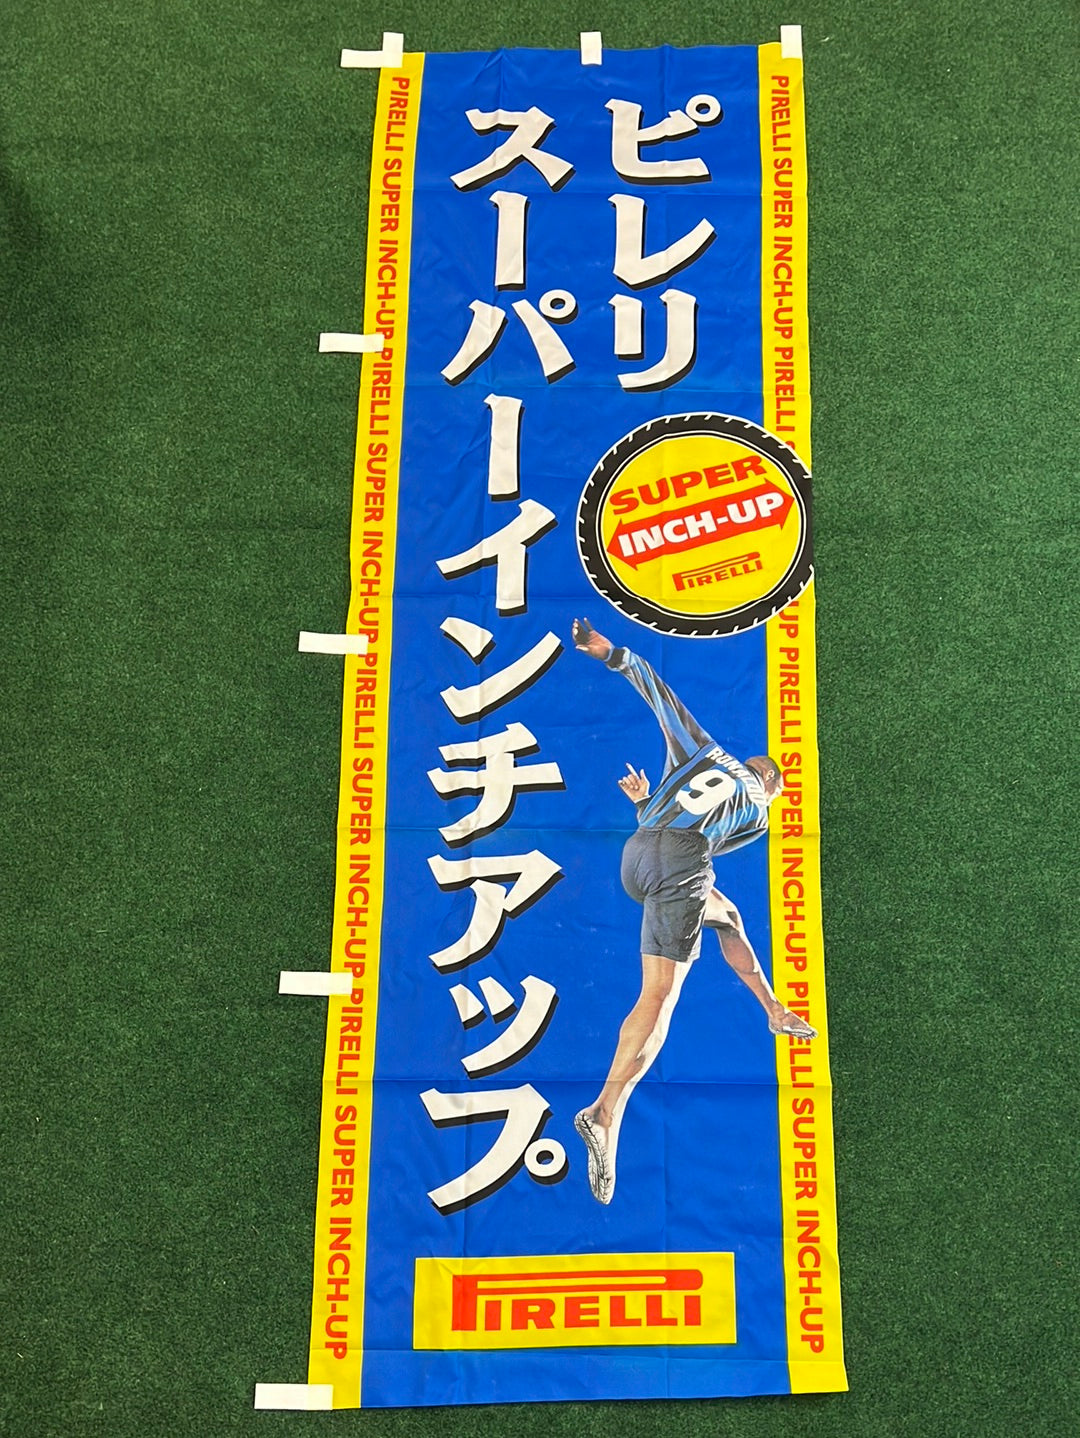 ピレリ
スーパーインチアップ
SUPER
INCH-UP
PIRELLI
9
PIRELLI
PIRELLI SUPER INCH-UP PIRELLI SUPER INCH-UP PIRELLI SUPER INCH-UP PIRELLI SUPER INCH-UP
PIRELLI SUPER INCH-UP PIRELLI UP PIRELLI SUPER INCH-UP PIRELLI SUPER INCH-UP